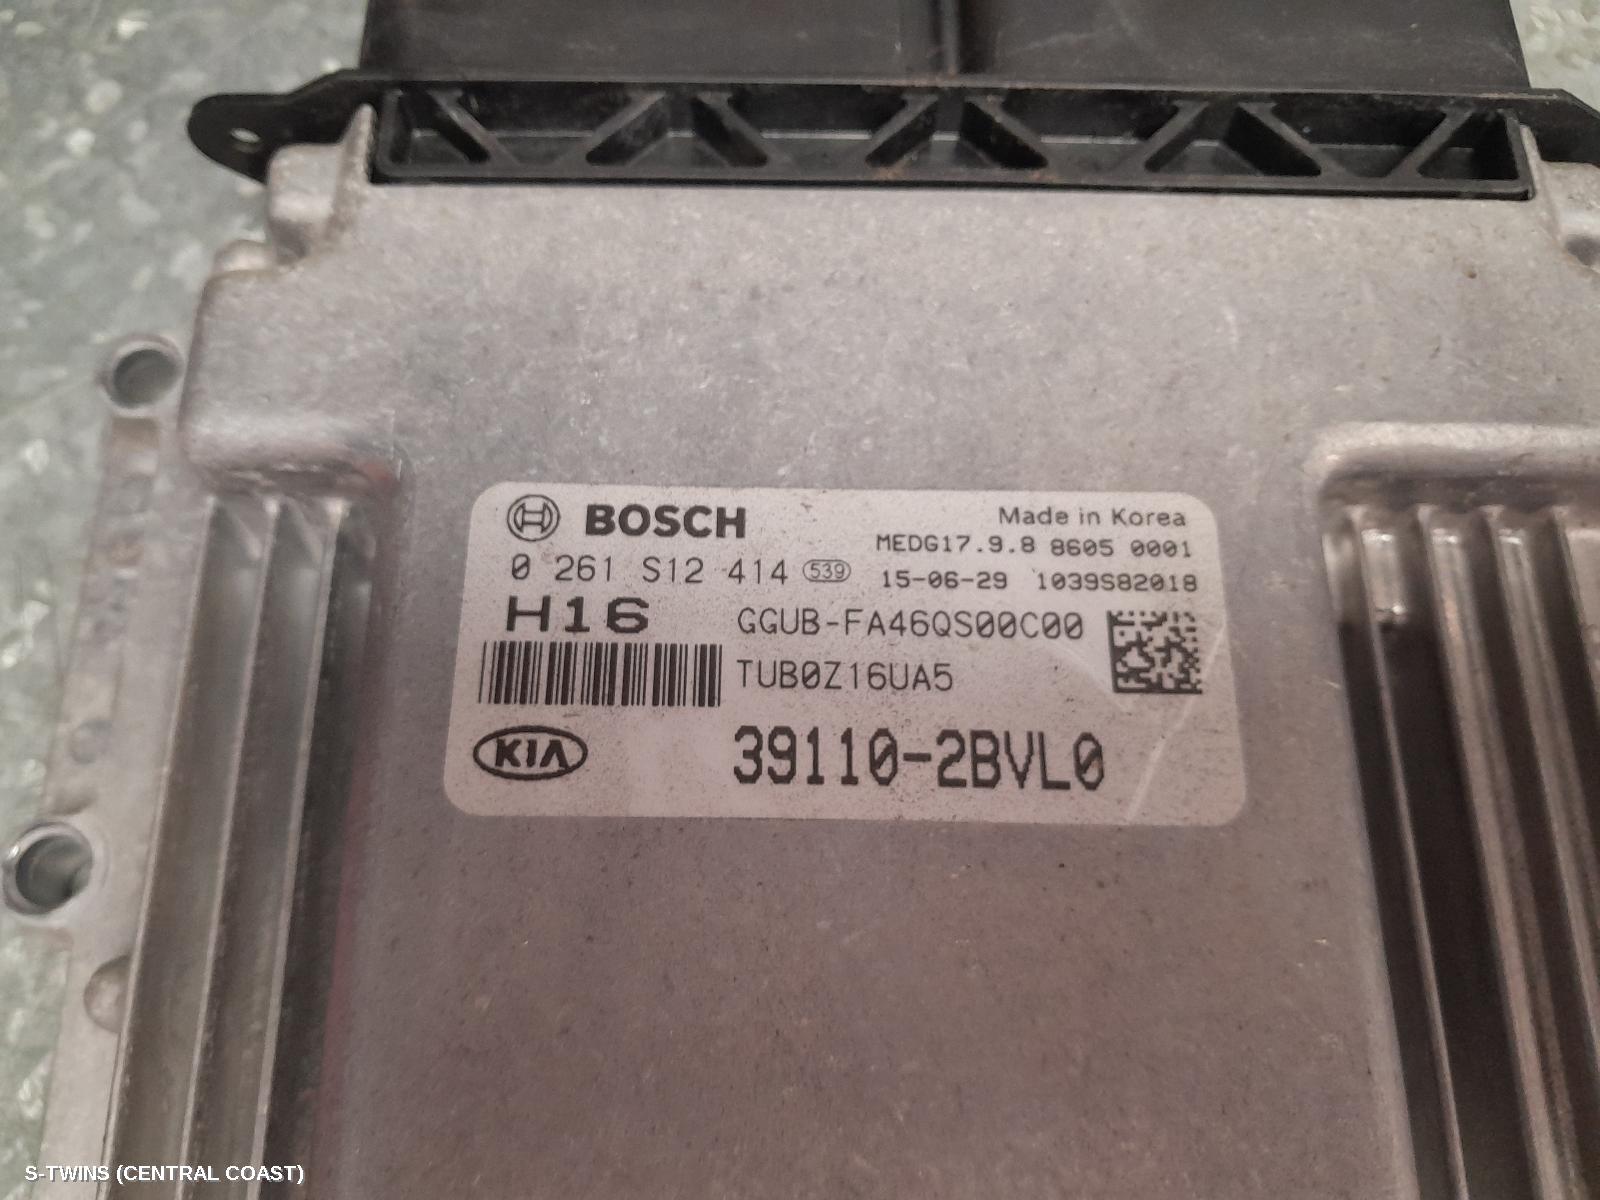 BOSCH
Made in Korea
MEDG17.9.8 8605 0001
0 261 S12 414 539
15-06-29 1039S82018
H16
GGUB-FA46QS00C00
TUB0Z16UA5
KIA
39110-2BVL0
S-TWINS (CENTRAL COAST)